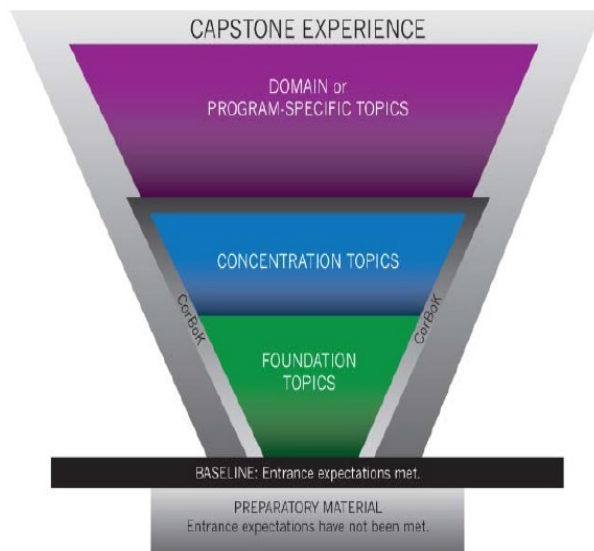 CAPSTONE EXPERIENCE
DOMAIN or
PROGRAM-SPECIFIC TOPICS
CONCENTRATION TOPICS
CorBoK
CorBoK
FOUNDATION
TOPICS
BASELINE: Entrance expectations met.
PREPARATORY MATERIAL
Entrance expectations have not been met.